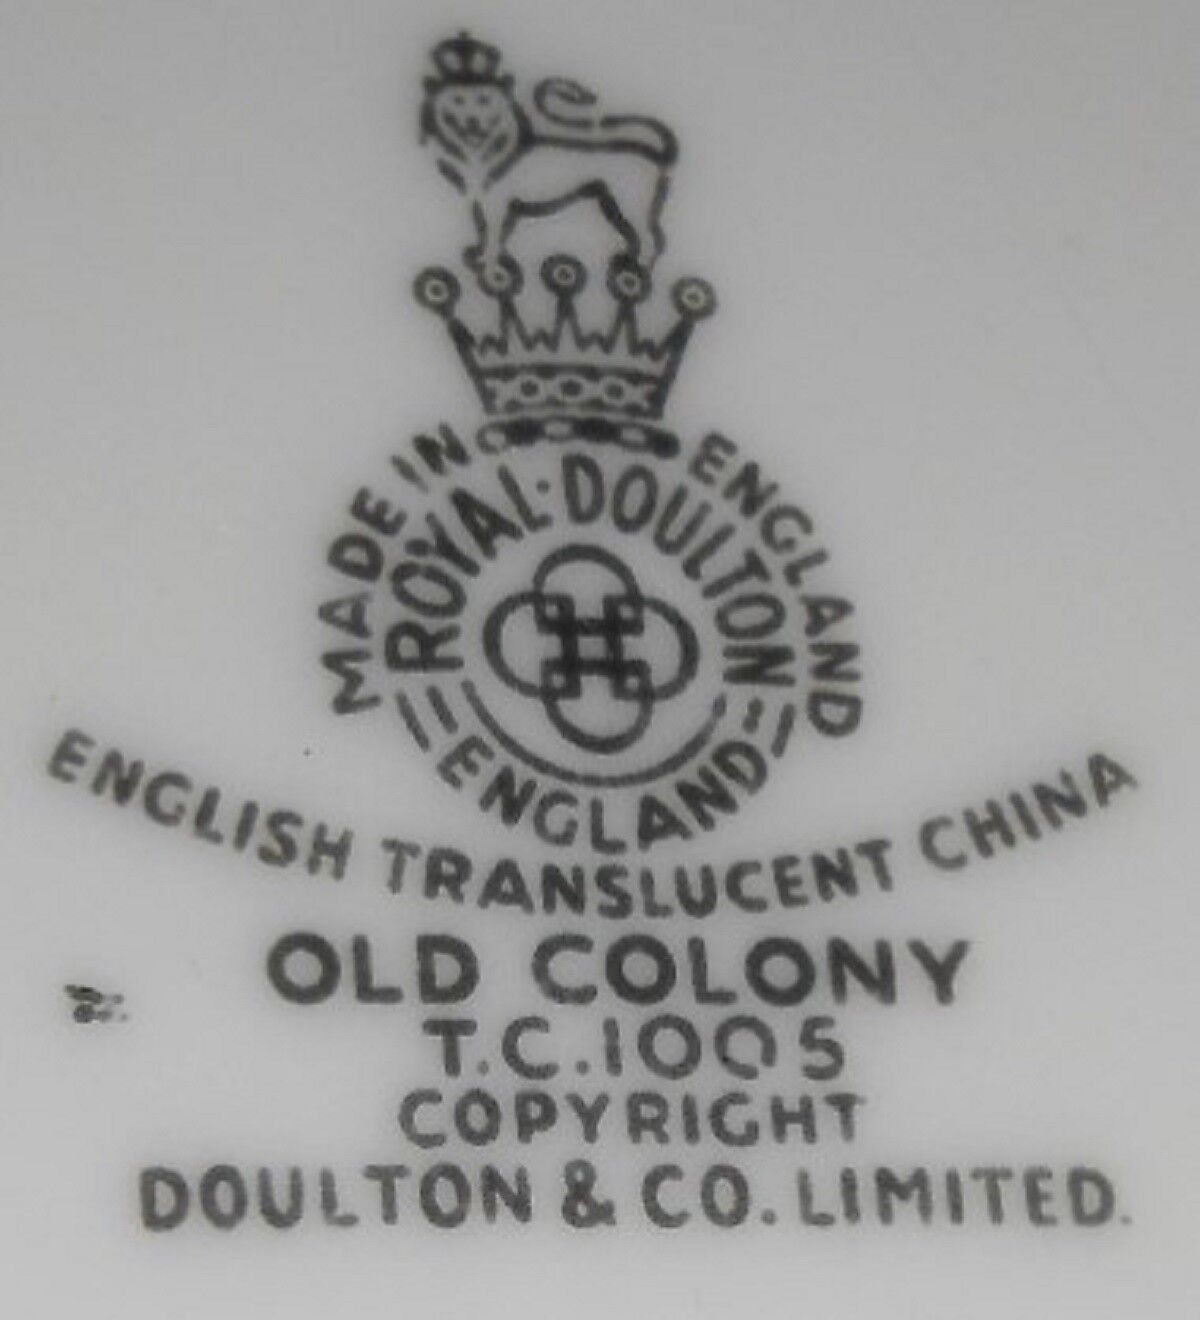 MADE IN ENGLAND
ROYAL·DOULTON
ENGLAND
ENGLISH TRANSLUCENT CHINA
OLD COLONY
T.C.1005
COPYRIGHT
DOULTON & CO. LIMITED.